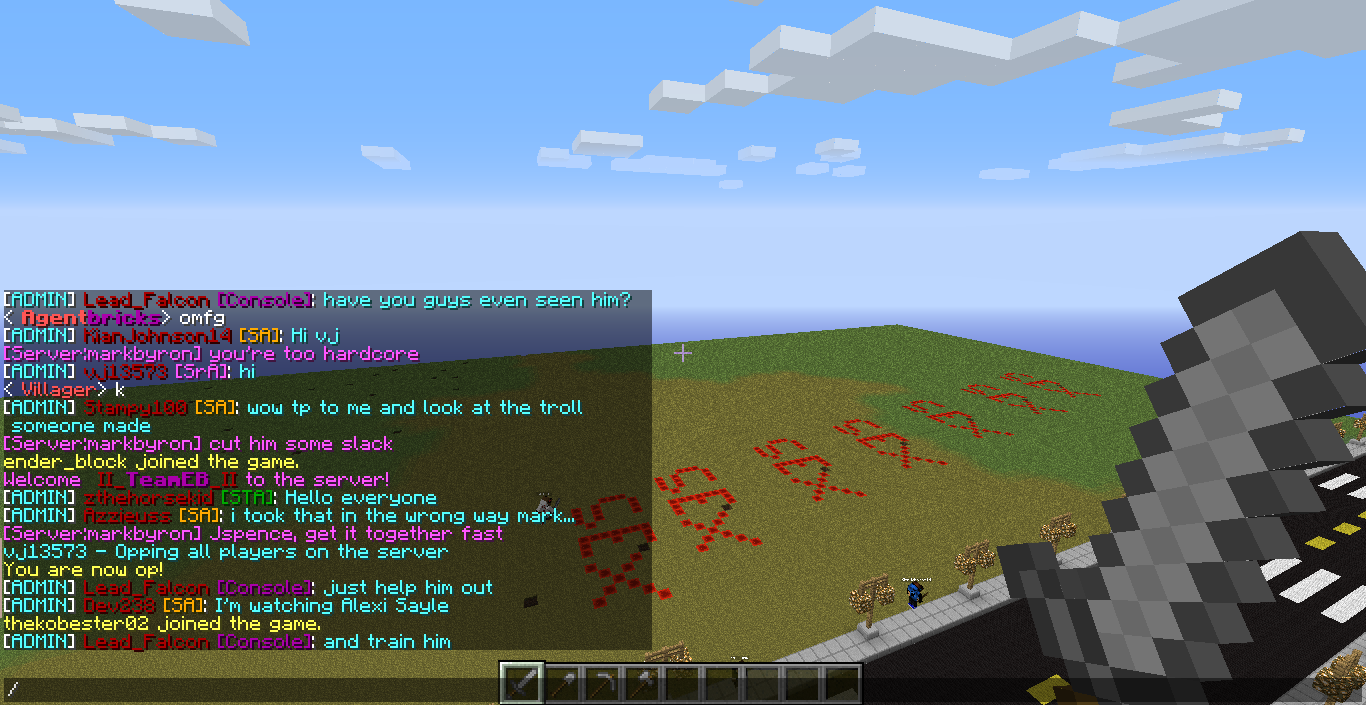 [ADMIN] Lead_Falcon [Console]: have you guys even seen him?
< Agentbricks> omfg
[ADMIN] KianJohnson14 [SA]: Hi vj
[Server:markbyron] you're too hardcore
[ADMIN] vj13573 [SrA]: hi
< Villager> k
[ADMIN] Stampy100 [SA]: wow tp to me and look at the troll
someone made
[Server:markbyron] cut him some slack
ender_block joined the game.
Welcome II_TeamEB_II to the server!
[ADMIN] zthehorsekid [STA]: Hello everyone
[ADMIN] Azzieuss [SA]: i took that in the wrong way mark...
[Server:markbyron] Jspence, get it together fast
vj13573 - Opping all players on the server
You are now op!
[ADMIN] Lead_Falcon [Console]: just help him out
[ADMIN] Dev238 [SA]: I'm watching Alexi Sayle
thekobester02 joined the game.
[ADMIN] Lead_Falcon [Console]: and train him
/
SEX
SEX
SEX
SEX
SEX
SEX
SEX